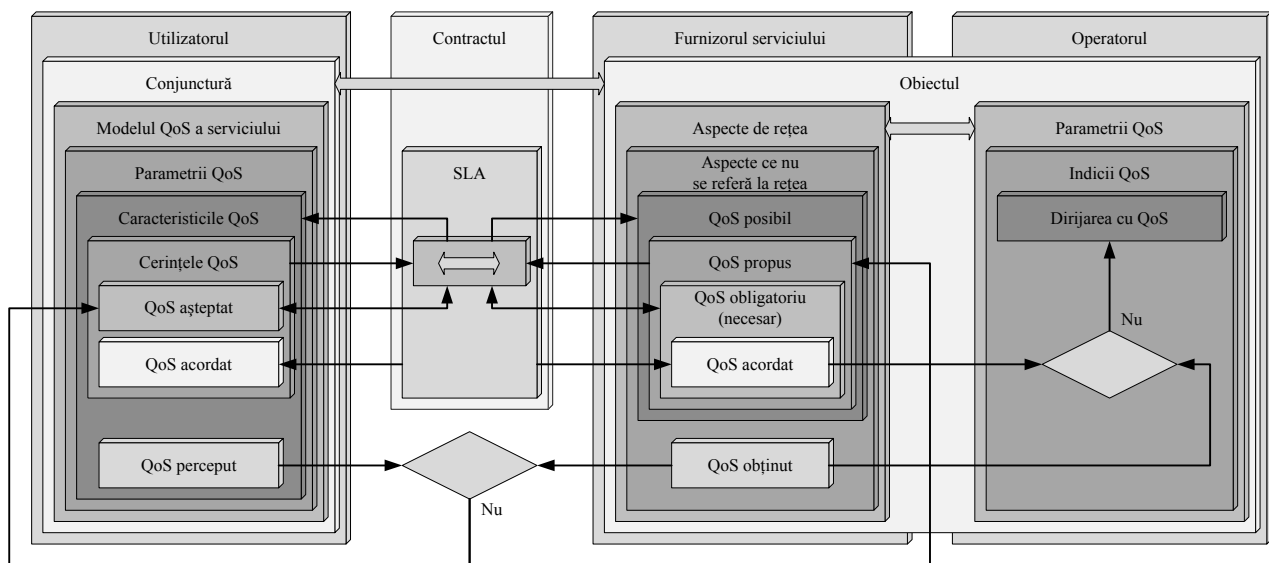 Utilizatorul
Contractul
Furnizorul serviciului
Operatorul
Conjunctură
Obiectul
Modelul QoS a serviciului
Aspecte de rețea
Parametrii QoS
Parametrii QoS
SLA
Aspecte ce nu
se referă la rețea
Indicii QoS
Caracteristicile QoS
QoS posibil
Dirijarea cu QoS
Cerințele QoS
QoS propus
QoS așteptat
QoS obligatoriu
(necesar)
Nu
QoS acordat
QoS acordat
QoS perceput
QoS obținut
Nu